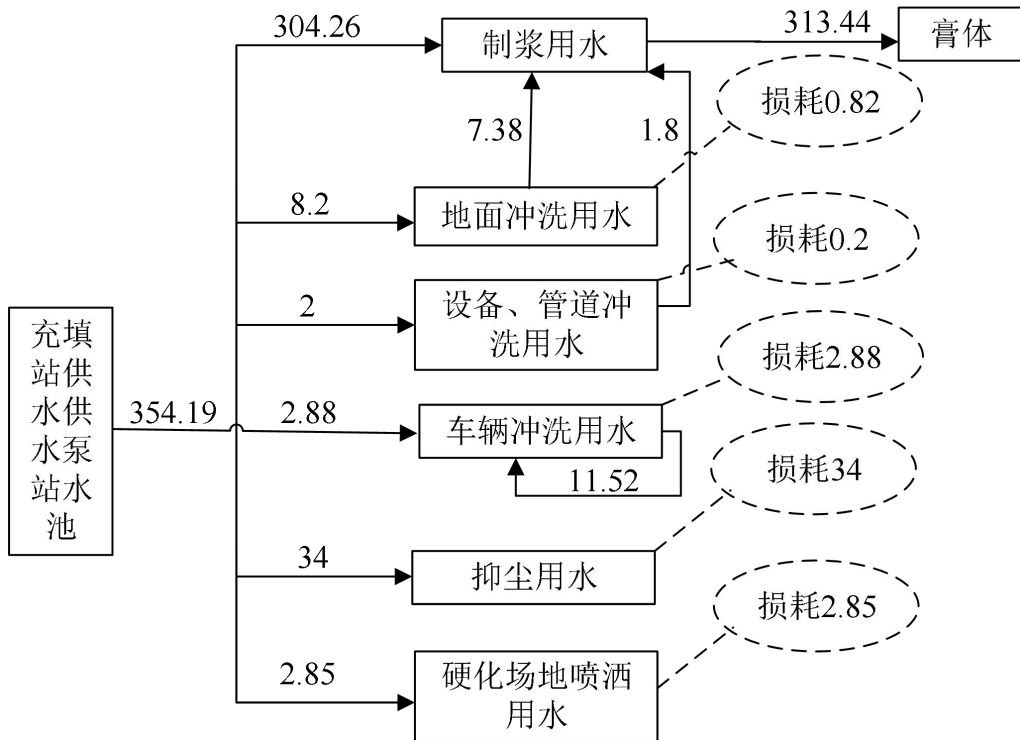 304.26
制浆用水
313.44
膏体
损耗0.82
7.38
1.8
8.2
地面冲洗用水
损耗0.2
2
设备、管道冲
洗用水
充填
站供
水供
水泵
站水
池
354.19
损耗2.88
2.88
车辆冲洗用水
11.52
损耗34
34
抑尘用水
损耗2.85
2.85
硬化场地喷洒
用水